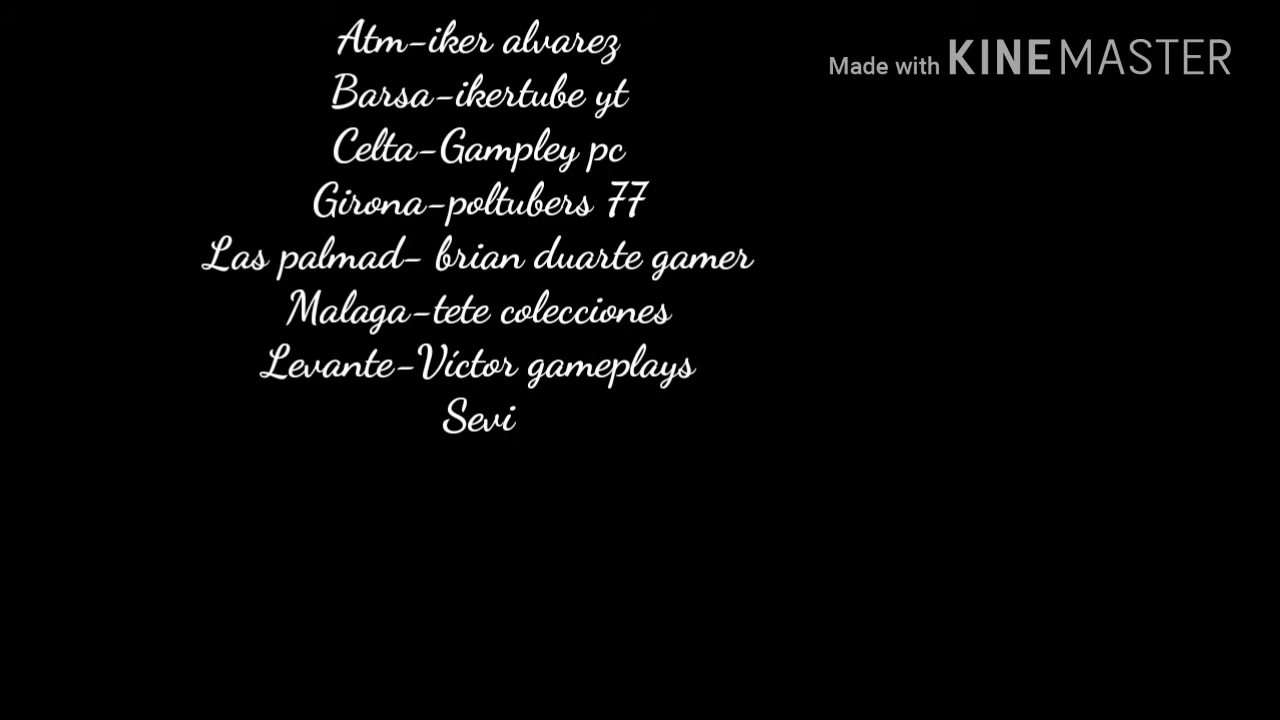 Atm-iker alvarez
Made with KINEMASTER
Barsa-ikertube yt
Celta-Gampley pc
Girona-poltubers 77
Las palmad- brian duarte gamer
Malaga-tete colecciones
Levante-Víctor gameplays
Sevi